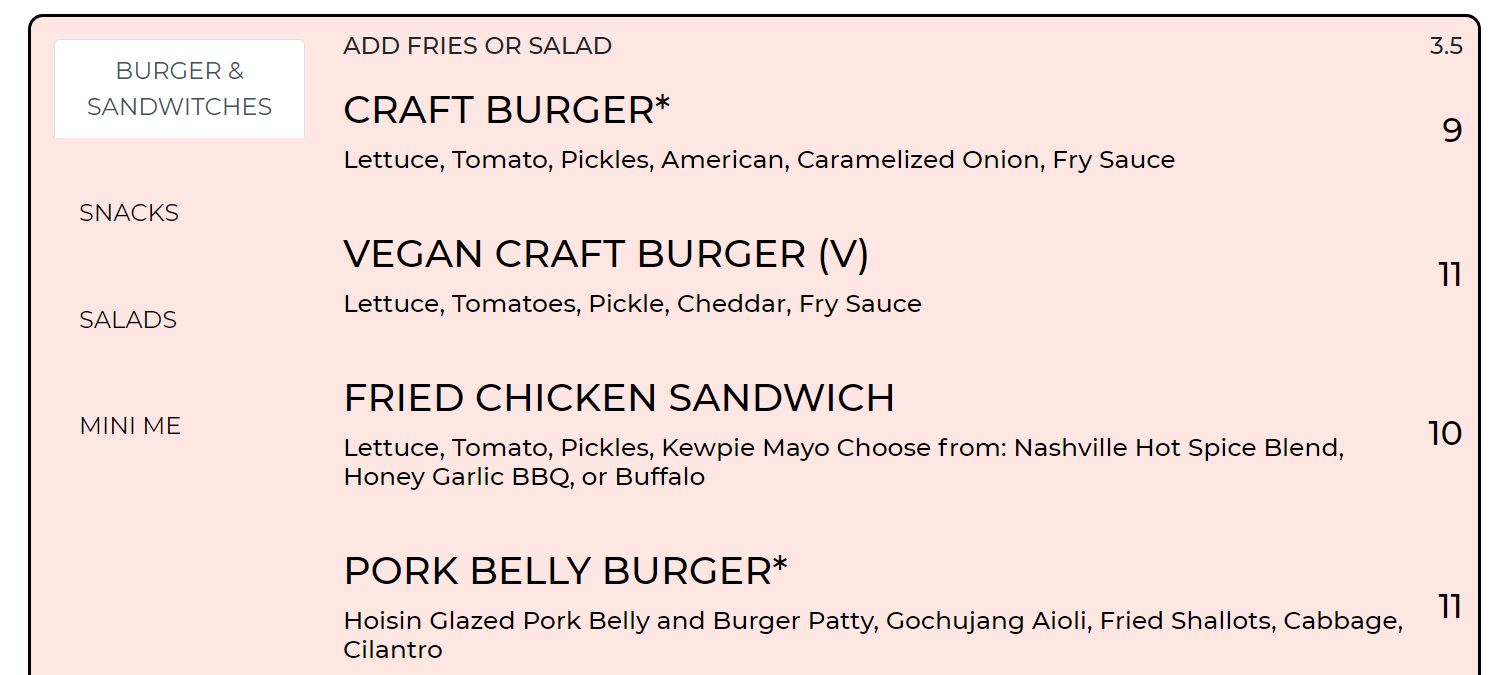 BURGER &
SANDWITCHES
SNACKS
SALADS
MINI ME
ADD FRIES OR SALAD 3.5
CRAFT BURGER*
Lettuce, Tomato, Pickles, American, Caramelized Onion, Fry Sauce
9
VEGAN CRAFT BURGER (V)
Lettuce, Tomatoes, Pickle, Cheddar, Fry Sauce
11
FRIED CHICKEN SANDWICH
Lettuce, Tomato, Pickles, Kewpie Mayo Choose from: Nashville Hot Spice Blend,
Honey Garlic BBQ, or Buffalo
10
PORK BELLY BURGER*
Hoisin Glazed Pork Belly and Burger Patty, Gochujang Aioli, Fried Shallots, Cabbage,
Cilantro
11